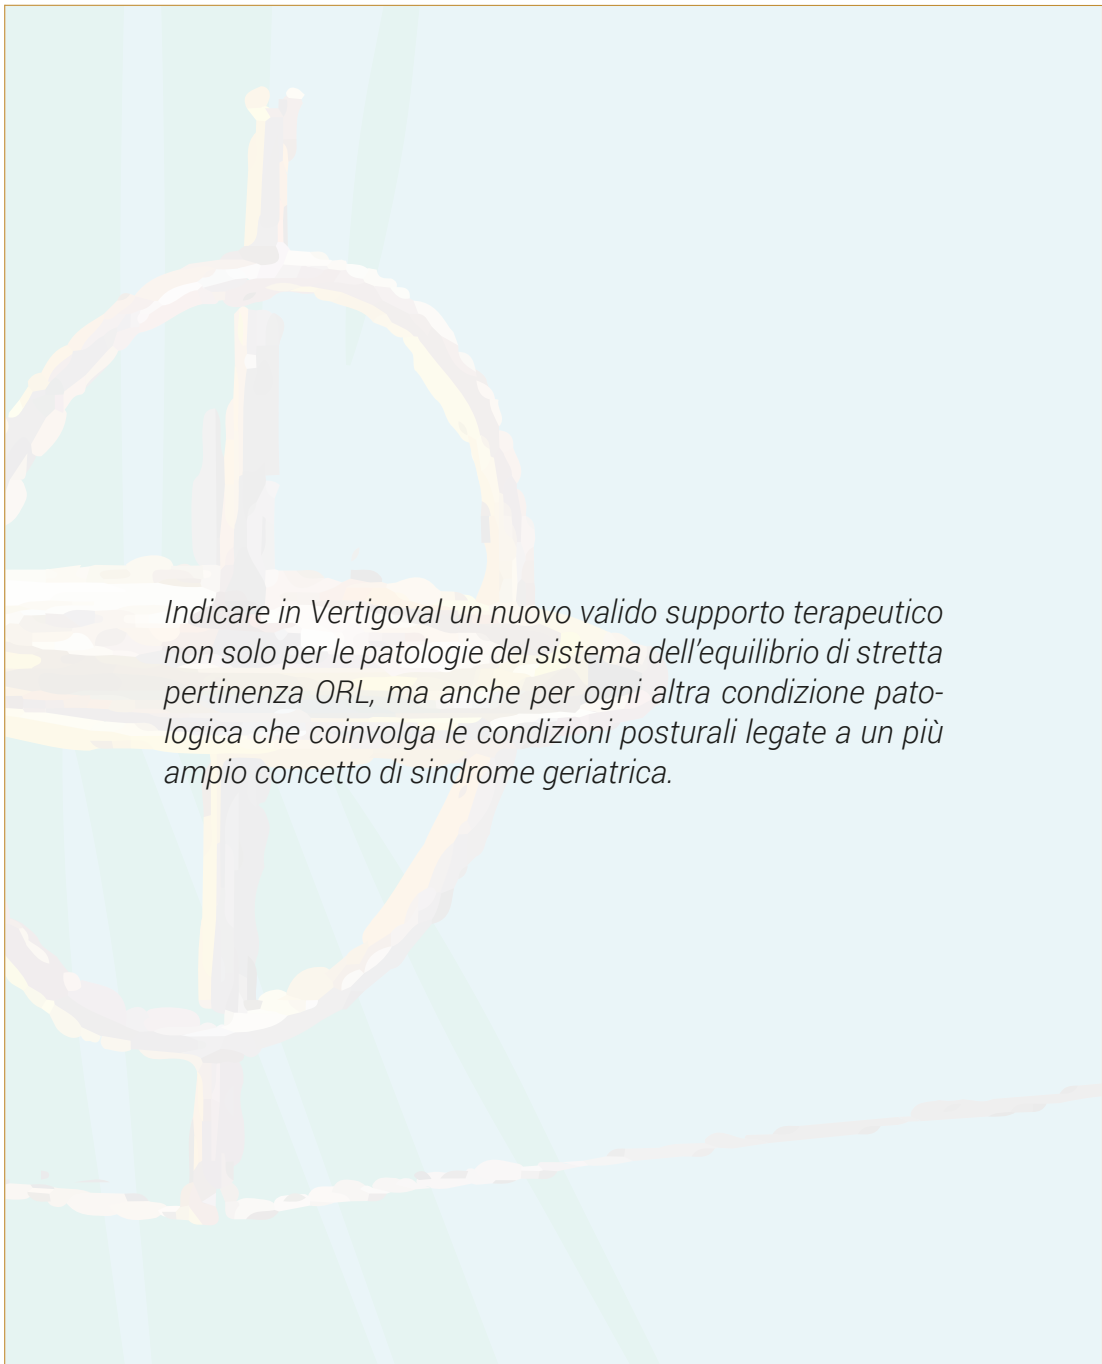 Indicare in Vertigoval un nuovo valido supporto terapeutico
non solo per le patologie del sistema dell’equilibrio di stretta
pertinenza ORL, ma anche per ogni altra condizione pato-
logica che coinvolga le condizioni posturali legate a un più
ampio concetto di sindrome geriatrica.